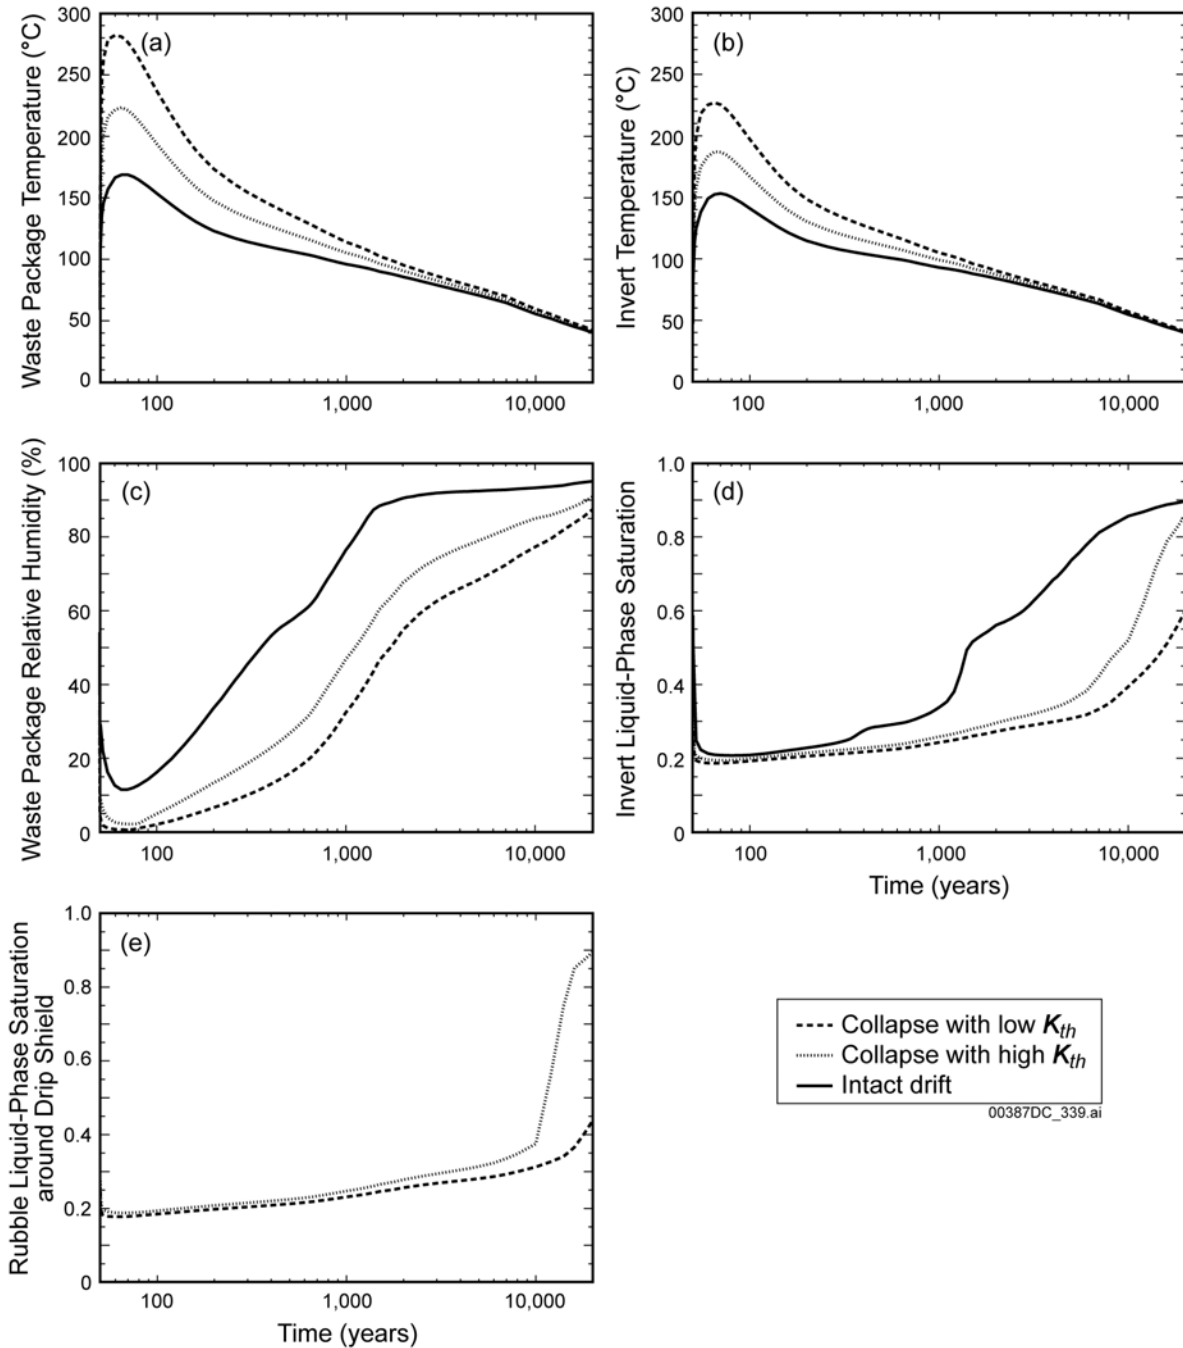 (a)
Waste Package Temperature (°C)
300
250
200
150
100
50
0
100
1,000
10,000
(b)
Invert Temperature (°C)
300
250
200
150
100
50
0
100
1,000
10,000
(c)
Waste Package Relative Humidity (%)
100
80
60
40
20
0
100
1,000
10,000
(d)
Invert Liquid-Phase Saturation
1.0
0.8
0.6
0.4
0.2
0
100
1,000
10,000
Time (years)
(e)
Rubble Liquid-Phase Saturation
around Drip Shield
1.0
0.8
0.6
0.4
0.2
0
100
1,000
10,000
Time (years)
Collapse with low Kth
Collapse with high Kth
Intact drift
00387DC_339.ai